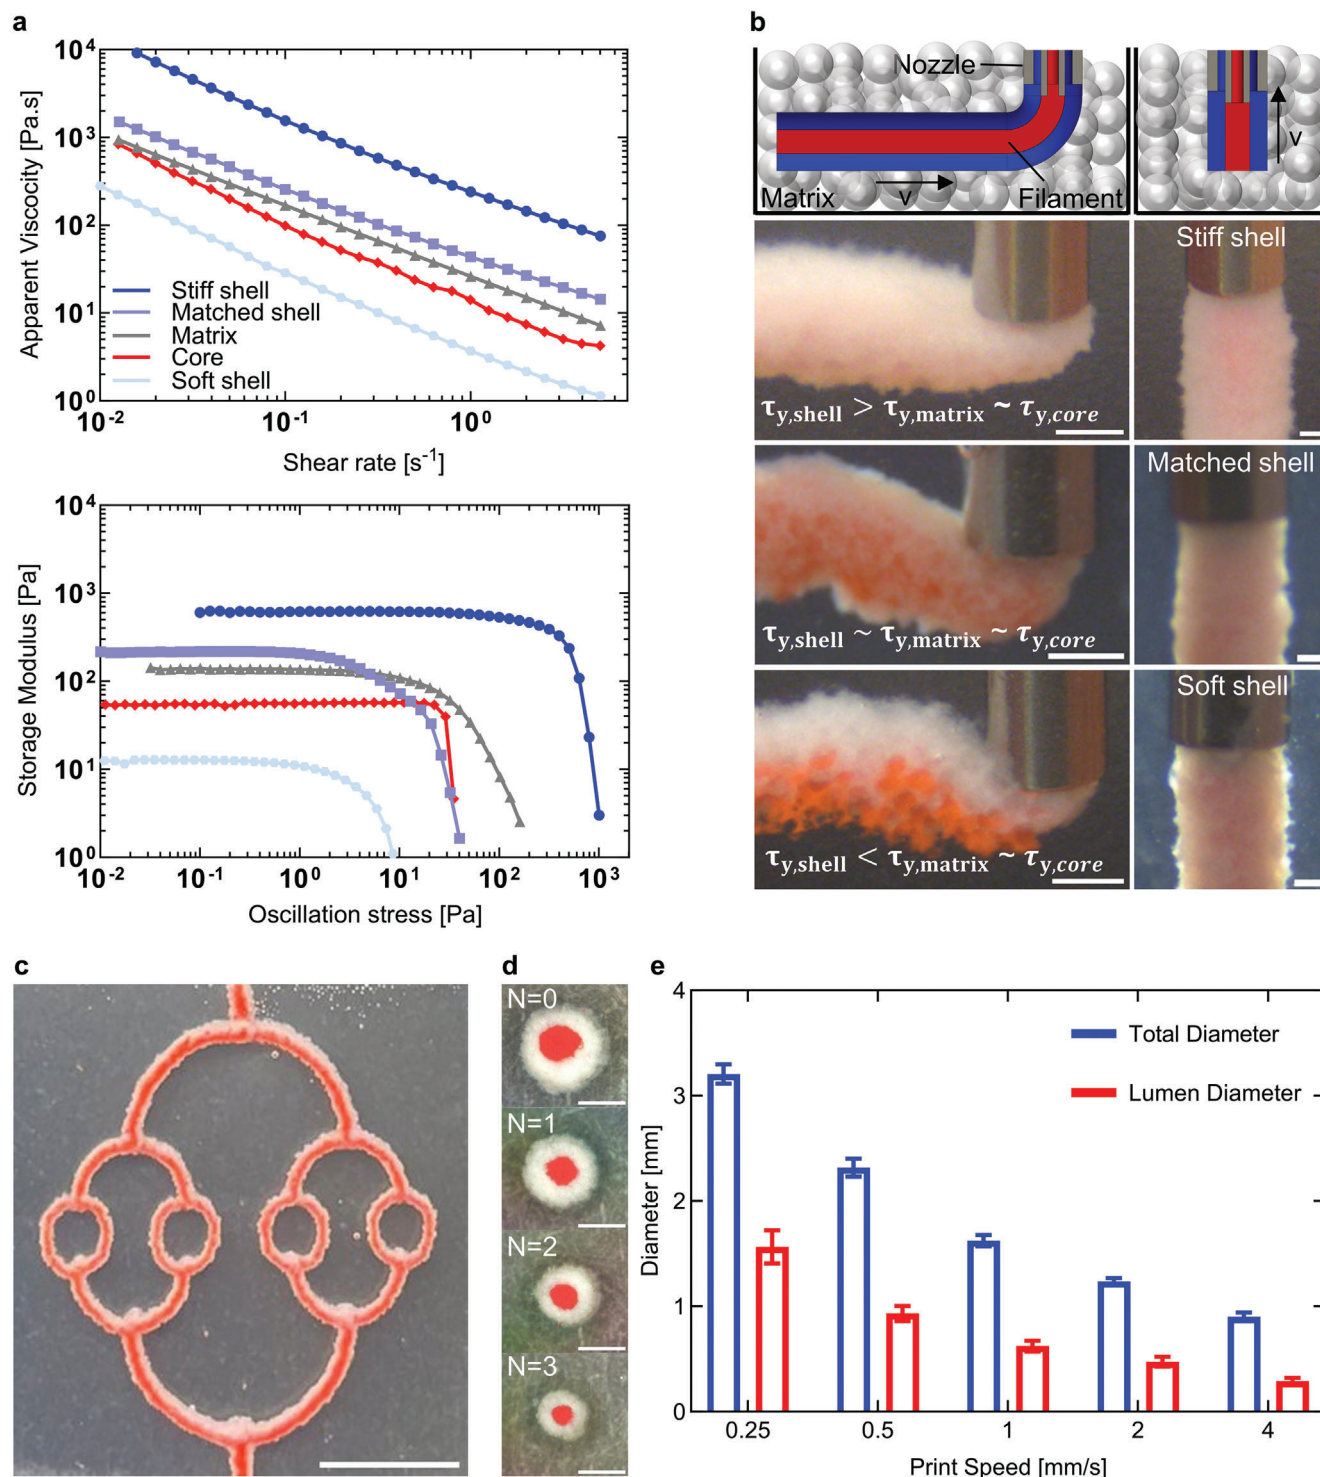 a
10⁴
10³
10²
10¹
10⁰
Apparent Viscocity [Pa.s]
Stiff shell
Matched shell
Matrix
Core
Soft shell
10⁻² 10⁻¹ 10⁰
Shear rate [s⁻¹]
10⁴
10³
10²
10¹
10⁰
Storage Modulus [Pa]
10⁻² 10⁻¹ 10⁰ 10¹ 10² 10³
Oscillation stress [Pa]
b
Nozzle
v
Matrix
v
Filament
Stiff shell
τy,shell > τy,matrix ~ τy,core
Matched shell
τy,shell ~ τy,matrix ~ τy,core
Soft shell
τy,shell < τy,matrix ~ τy,core
c
d
N=0
N=1
N=2
N=3
e
4
3
2
1
0
Diameter [mm]
Total Diameter
Lumen Diameter
0.25 0.5 1 2 4
Print Speed [mm/s]